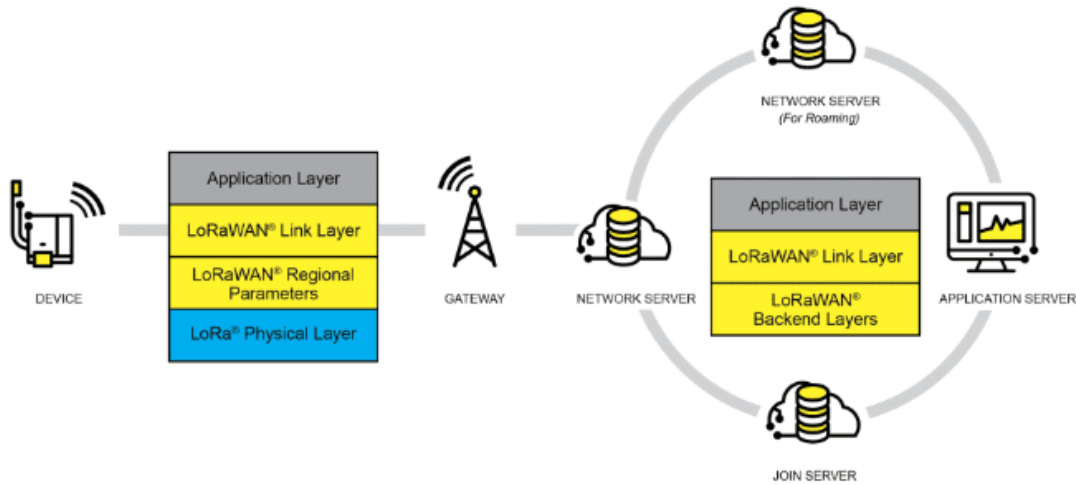 NETWORK SERVER
(For Roaming)
Application Layer
LoRaWAN® Link Layer
LoRaWAN® Regional
Parameters
LoRa® Physical Layer
DEVICE
GATEWAY
NETWORK SERVER
Application Layer
LoRaWAN® Link Layer
LoRaWAN®
Backend Layers
APPLICATION SERVER
JOIN SERVER